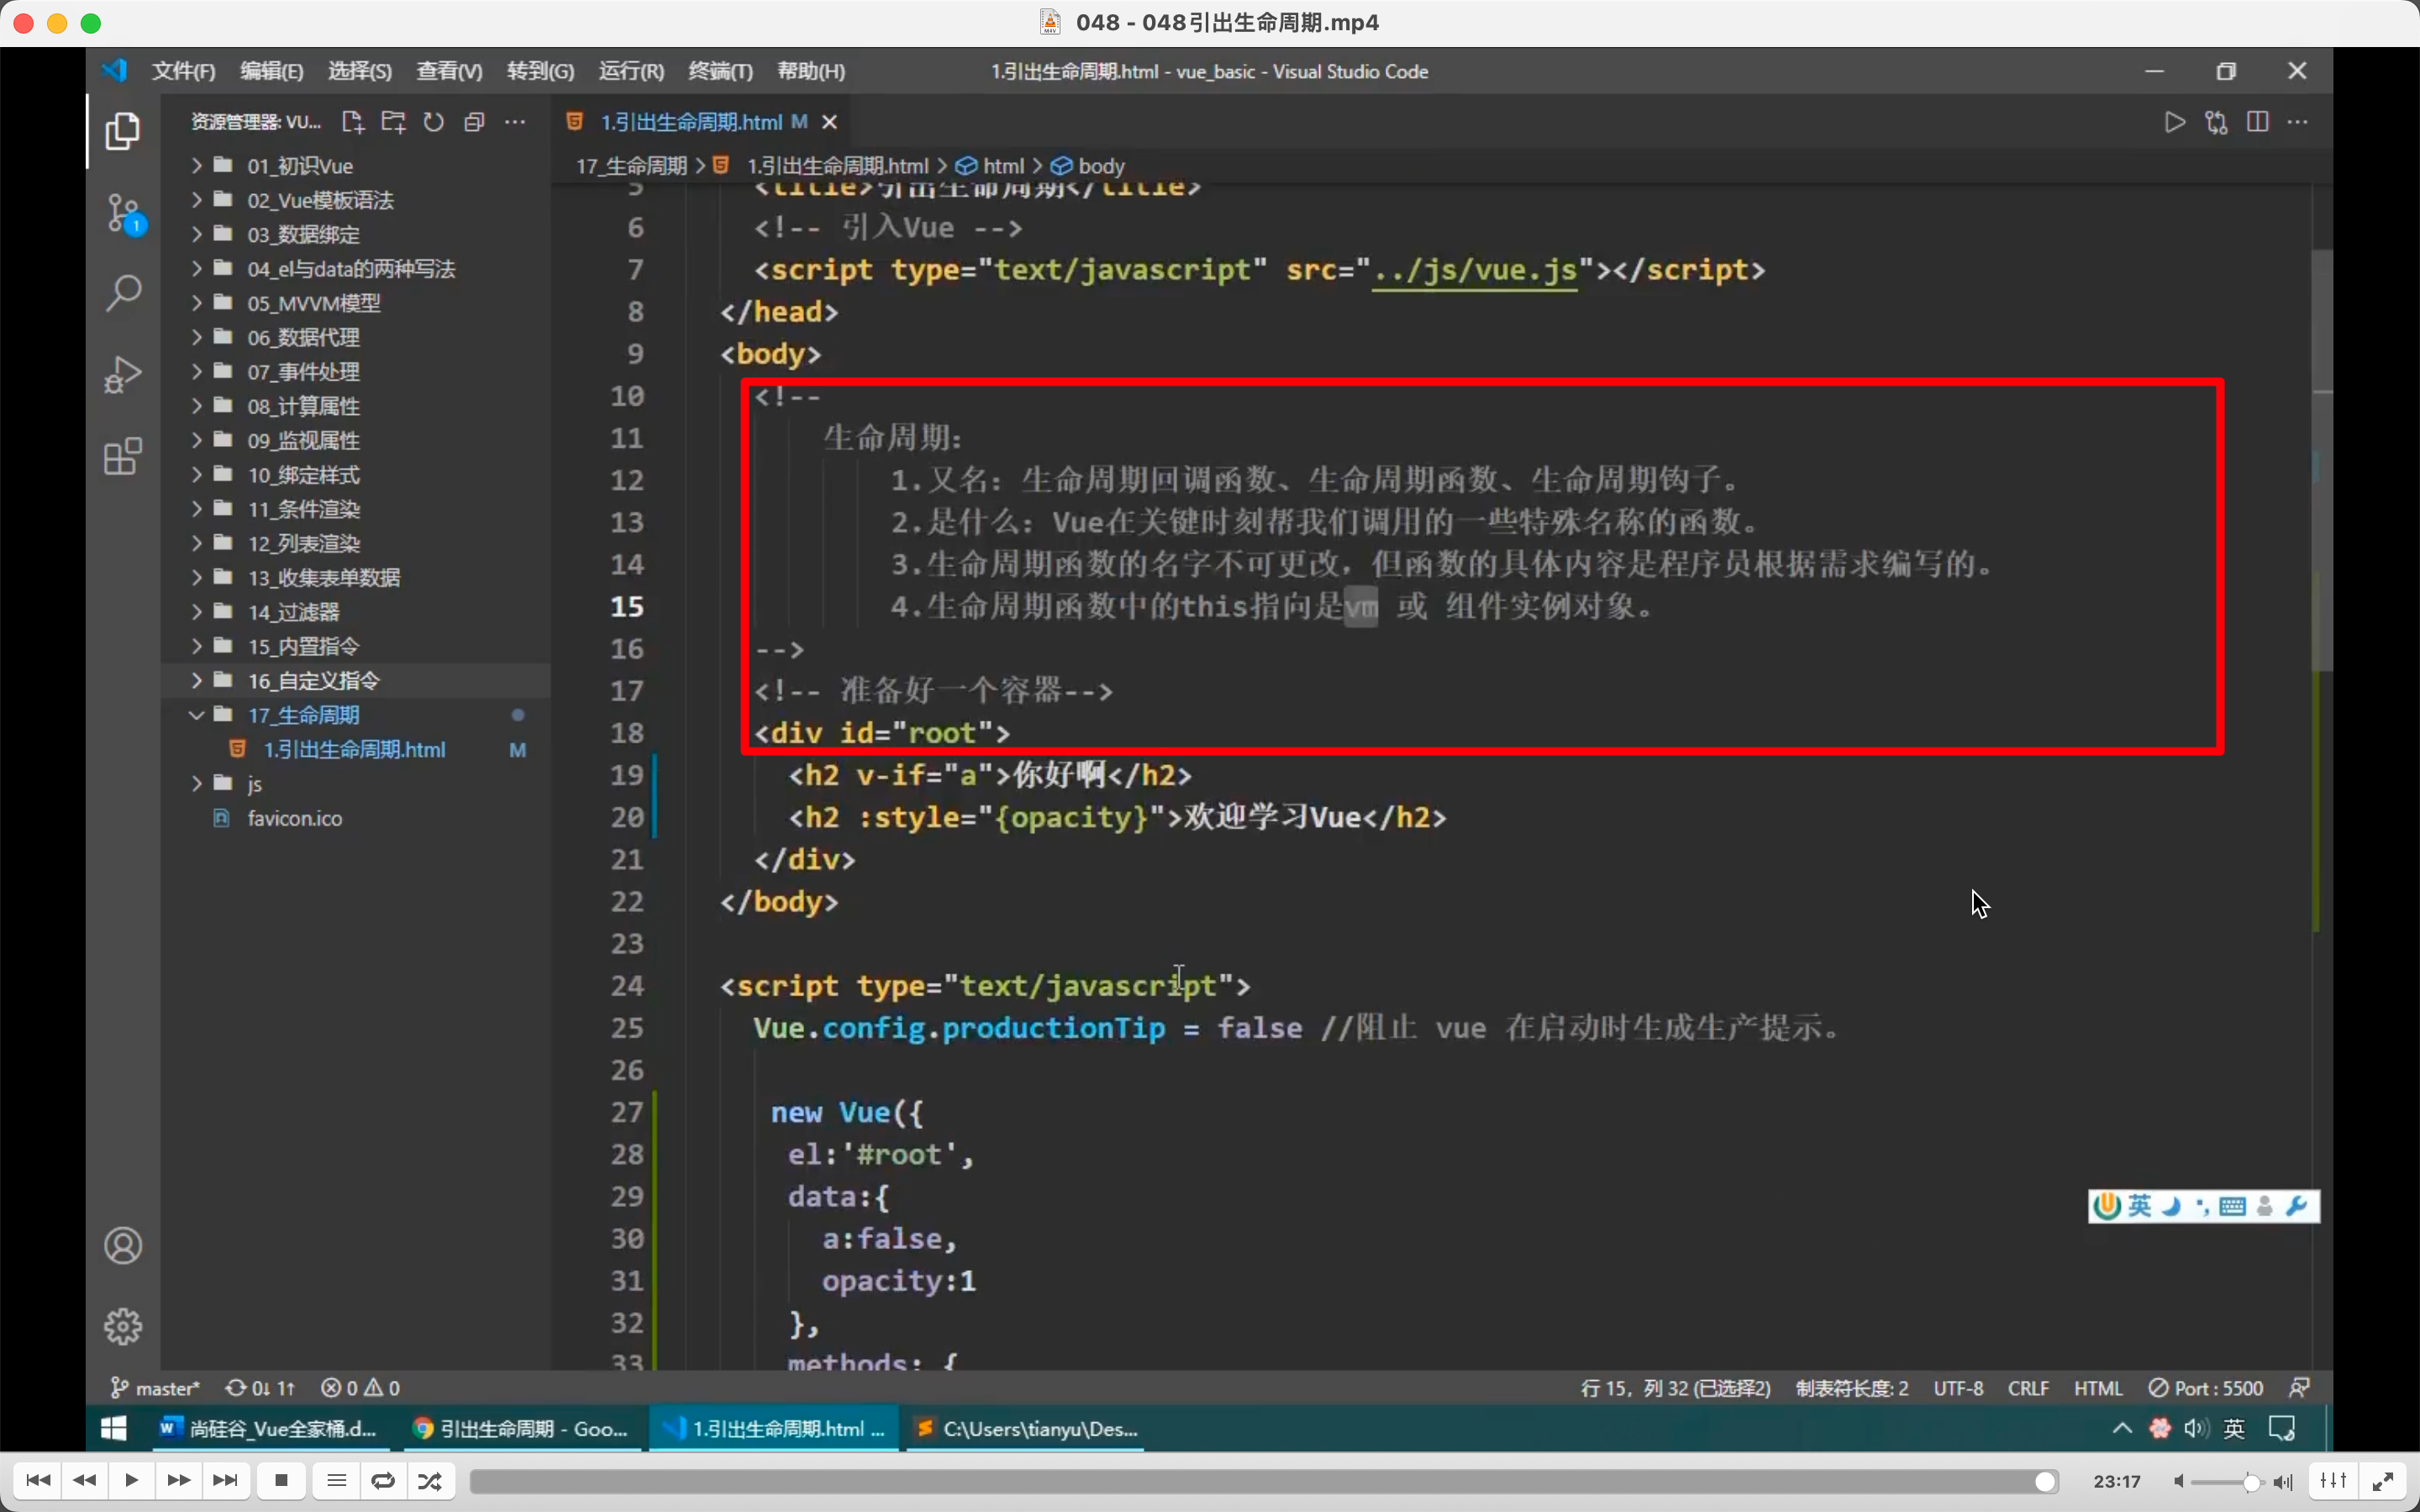 048 - 048引出生命周期.mp4
文件(F) 编辑(E) 选择(S) 查看(V) 转到(G) 运行(R) 终端(T) 帮助(H) 1.引出生命周期.html - vue_basic - Visual Studio Code
资源管理器: VU...
01_初识Vue
02_Vue模板语法
03_数据绑定
04_el与data的两种写法
05_MVVM模型
06_数据代理
07_事件处理
08_计算属性
09_监视属性
10_绑定样式
11_条件渲染
12_列表渲染
13_收集表单数据
14_过滤器
15_内置指令
16_自定义指令
17_生命周期
1.引出生命周期.html M
js
favicon.ico
1.引出生命周期.html M
17_生命周期 > 1.引出生命周期.html > html > body
5 <title>引出生命周期</title>
6 <!-- 引入Vue -->
7 <script type="text/javascript" src="../js/vue.js"></script>
8 </head>
9 <body>
10 <!--
11 生命周期：
12 1.又名：生命周期回调函数、生命周期函数、生命周期钩子。
13 2.是什么：Vue在关键时刻帮我们调用的一些特殊名称的函数。
14 3.生命周期函数的名字不可更改，但函数的具体内容是程序员根据需求编写的。
15 4.生命周期函数中的this指向是vm 或 组件实例对象。
16 -->
17 <!-- 准备好一个容器-->
18 <div id="root">
19 <h2 v-if="a">你好啊</h2>
20 <h2 :style="{opacity}">欢迎学习Vue</h2>
21 </div>
22 </body>
23
24 <script type="text/javascript">
25 Vue.config.productionTip = false //阻止 vue 在启动时生成生产提示。
26
27 new Vue({
28 el:'#root',
29 data:{
30 a:false,
31 opacity:1
32 },
33 methods: {
英
master* 0↓ 1↑ 0 0 行 15，列 32 (已选择2) 制表符长度: 2 UTF-8 CRLF HTML Port : 5500
尚硅谷_Vue全家桶.d... 引出生命周期 - Goo... 1.引出生命周期.html ... C:\Users\tianyu\Des... 英
23:17